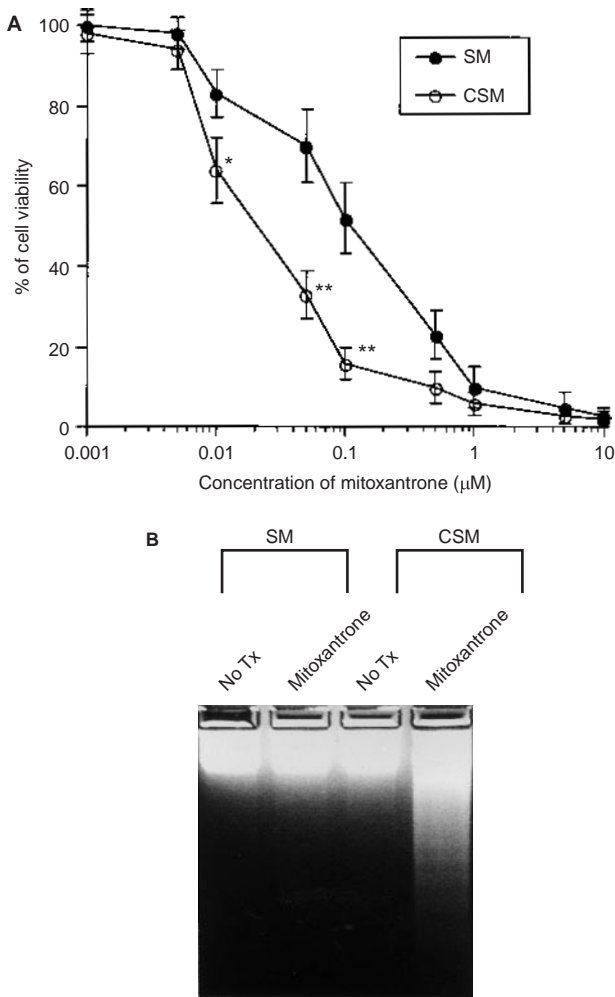 A
100
80
60
40
20
0
% of cell viability
SM
CSM
*
**
**
0.001
0.01
0.1
1
10
Concentration of mitoxantrone (μM)
B
SM
CSM
No Tx
Mitoxantrone
No Tx
Mitoxantrone